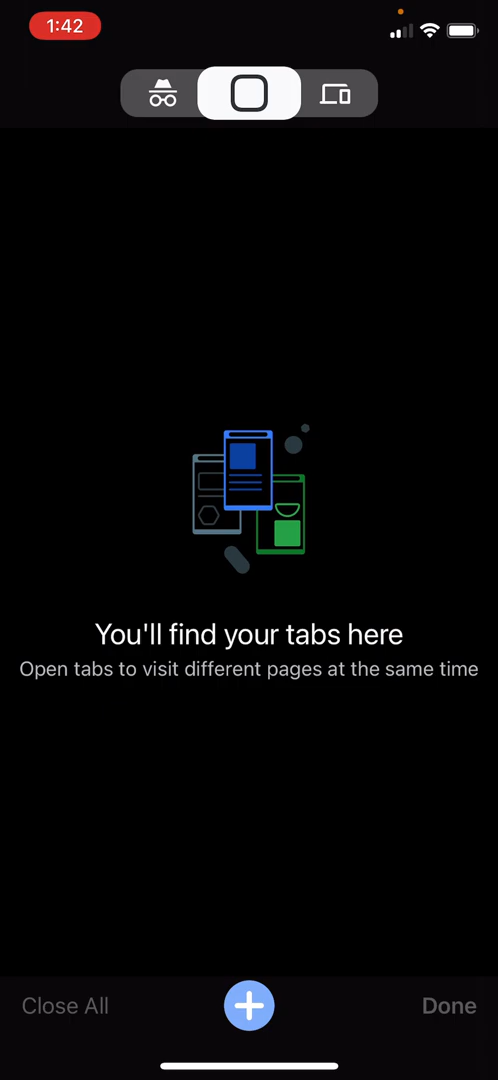 1:42
You'll find your tabs here
Open tabs to visit different pages at the same time
Close All
Done